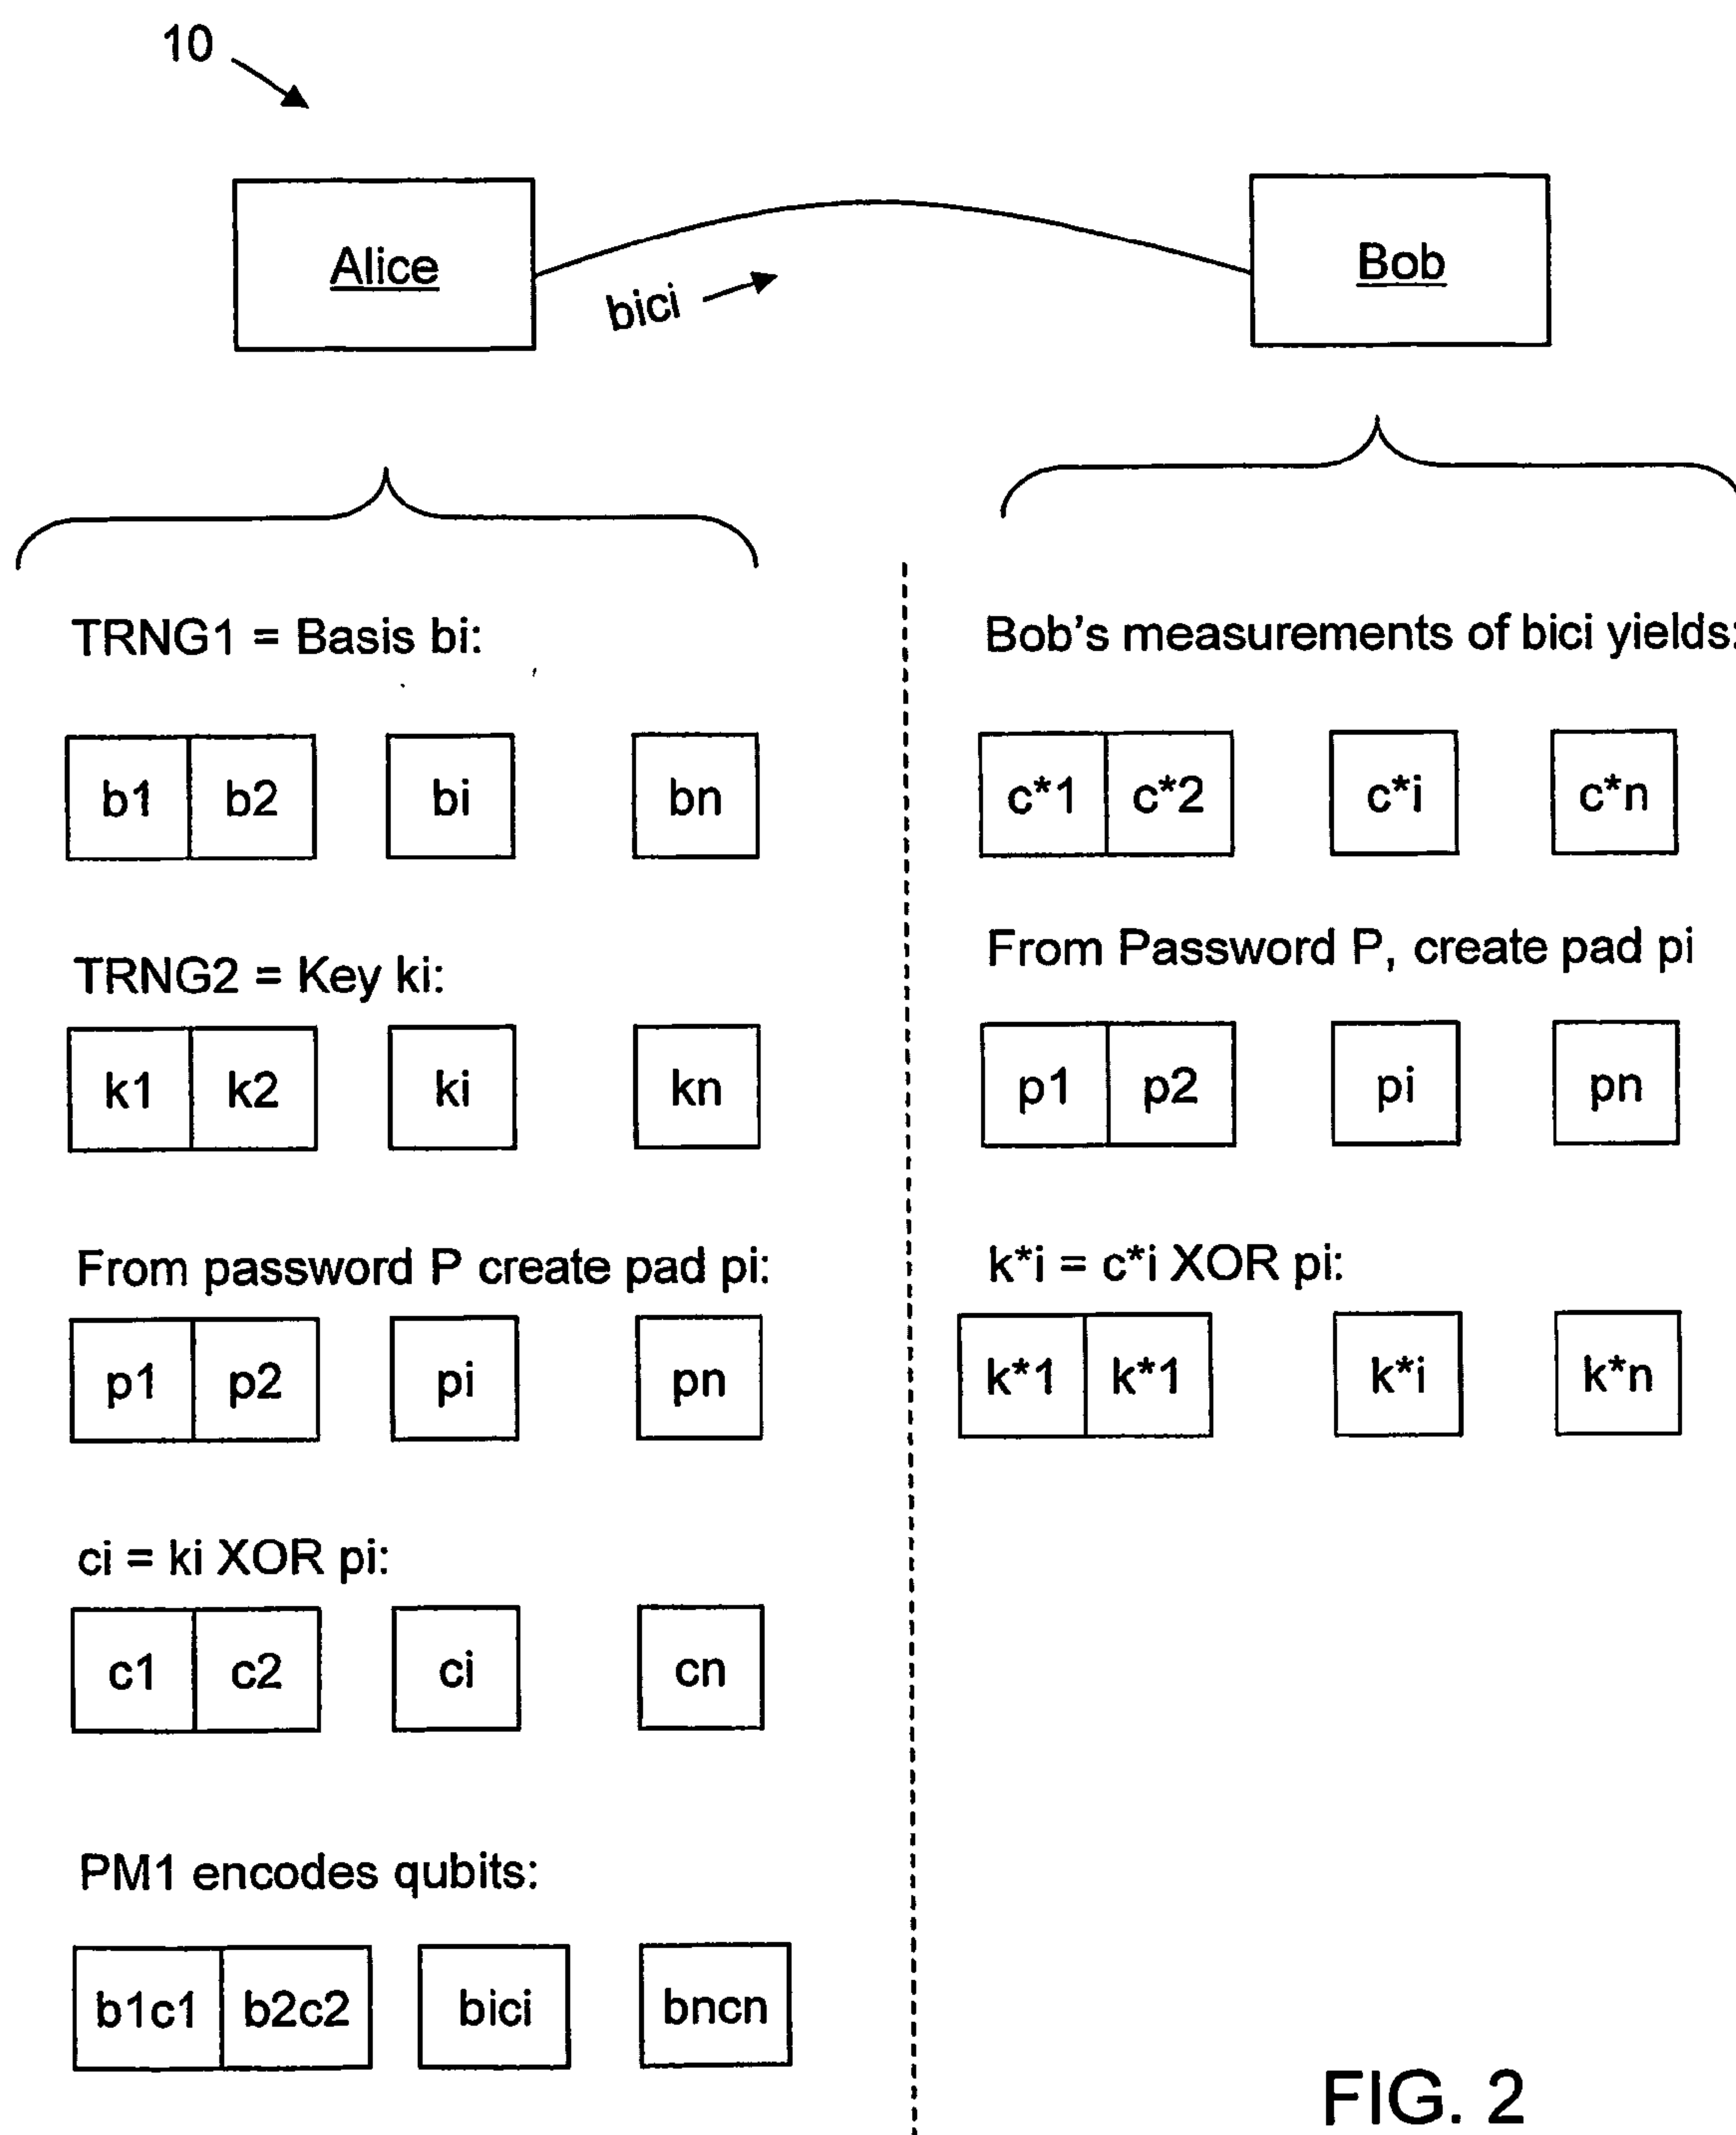 10
Alice
Bob
bici
TRNG1 = Basis bi:
b1 b2 bi bn
TRNG2 = Key ki:
k1 k2 ki kn
From password P create pad pi:
p1 p2 pi pn
ci = ki XOR pi:
c1 c2 ci cn
PM1 encodes qubits:
b1c1 b2c2 bici bncn
Bob's measurements of bici yields:
c*1 c*2 c*i c*n
From Password P, create pad pi
p1 p2 pi pn
k*i = c*i XOR pi:
k*1 k*1 k*i k*n
FIG. 2